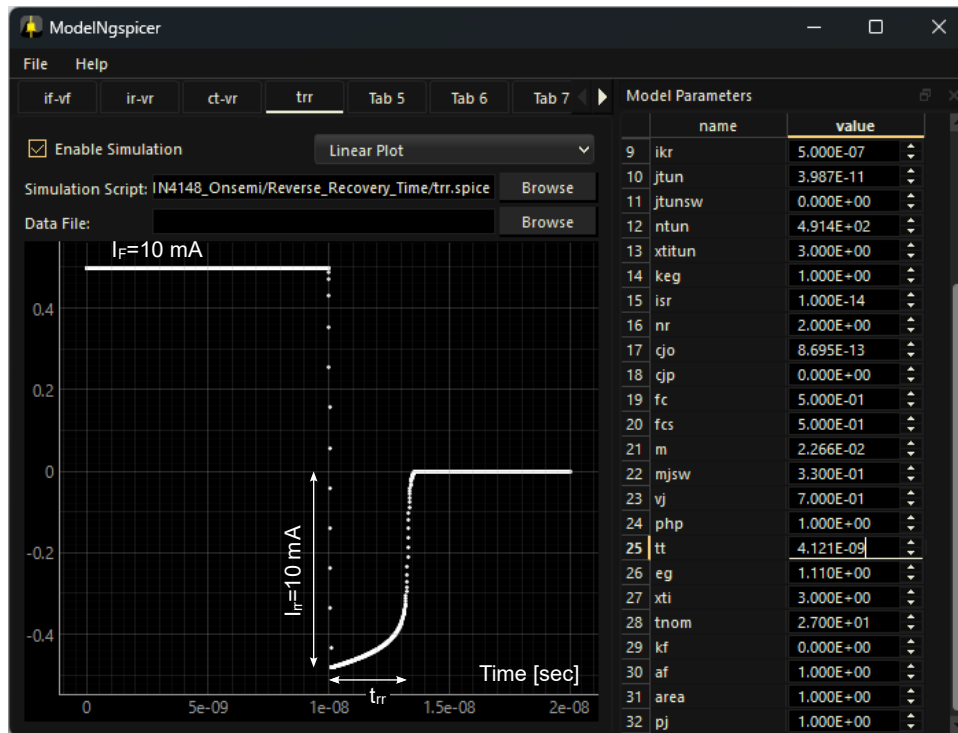 ModelNgspicer
File Help
if-vf ir-vr ct-vr trr Tab 5 Tab 6 Tab 7
Enable Simulation Linear Plot
Simulation Script: IN4148_Onsemi/Reverse_Recovery_Time/trr.spice Browse
Data File: Browse
IF=10 mA
0.4
0.2
0
-0.2
-0.4
Irr=10 mA
trr
Time [sec]
0 5e-09 1e-08 1.5e-08 2e-08
Model Parameters
name value
9 ikr 5.000E-07
10 jtun 3.987E-11
11 jtunsw 0.000E+00
12 ntun 4.914E+02
13 xtitun 3.000E+00
14 keg 1.000E+00
15 isr 1.000E-14
16 nr 2.000E+00
17 cjo 8.695E-13
18 cjp 0.000E+00
19 fc 5.000E-01
20 fcs 5.000E-01
21 m 2.266E-02
22 mjsw 3.300E-01
23 vj 7.000E-01
24 php 1.000E+00
25 tt 4.121E-09
26 eg 1.110E+00
27 xti 3.000E+00
28 tnom 2.700E+01
29 kf 0.000E+00
30 af 1.000E+00
31 area 1.000E+00
32 pj 1.000E+00